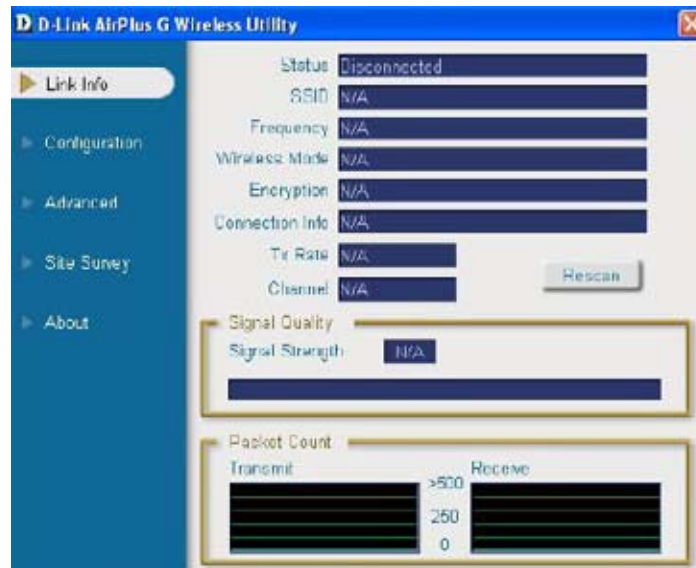 D D-Link AirPlus G Wireless Utility
Link Info
Configuration
Advanced
Site Survey
About
Status Disconnected
SSID N/A
Frequency N/A
Wireless Mode N/A
Encryption N/A
Connection Info N/A
Tx Rate N/A
Channel N/A
Rescan
Signal Quality
Signal Strength N/A
Packet Count
Transmit Receive
>500
250
0